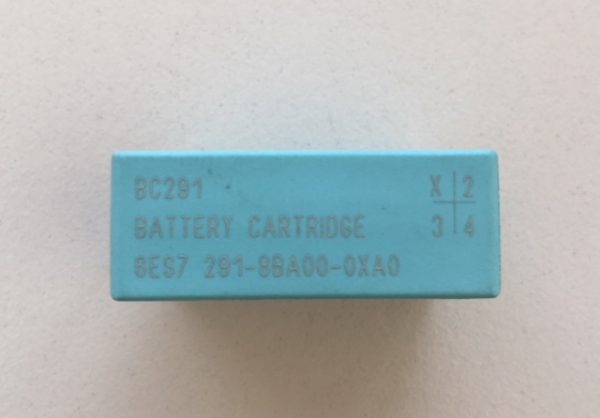 BC291
BATTERY CARTRIDGE
6ES7 291-8BA00-0XA0
X 2
3 4